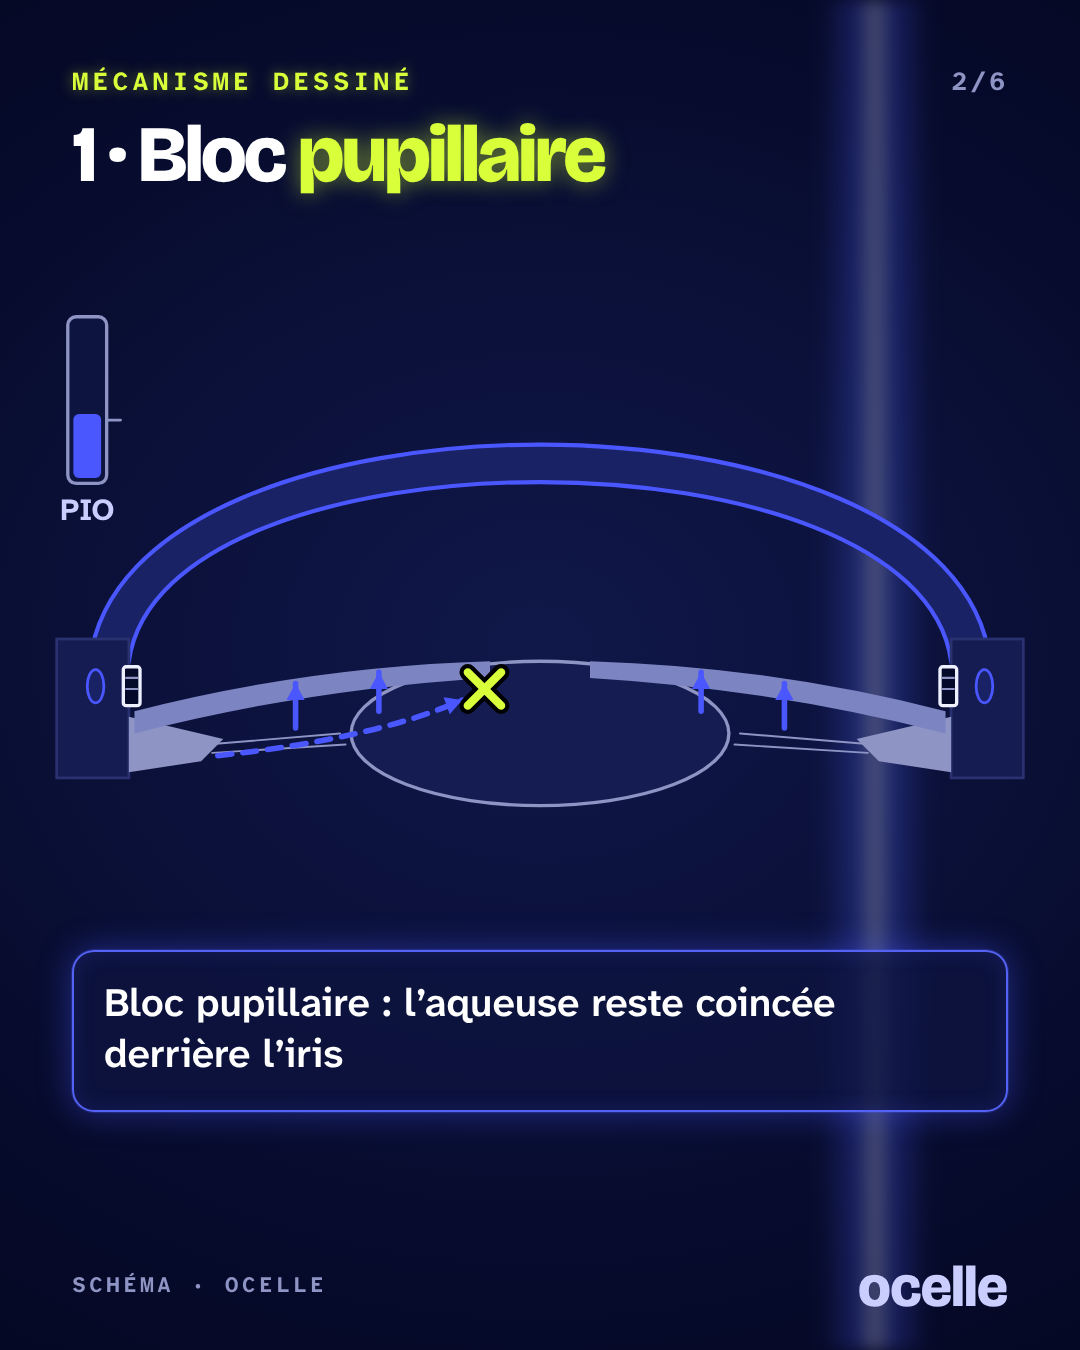 MÉCANISME DESSINÉ
2/6
1 · Bloc pupillaire
PIO
Bloc pupillaire : l’aqueuse reste coincée
derrière l’iris
SCHÉMA · OCELLE
ocelle